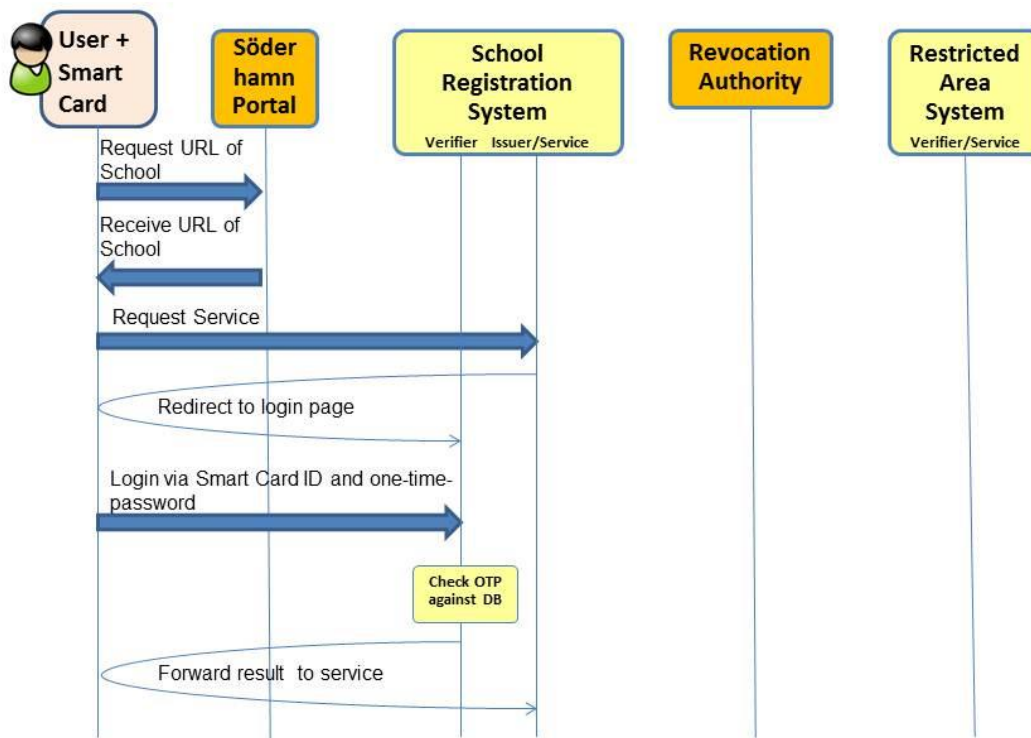 User +
Smart
Card
Söder
hamn
Portal
School
Registration
System
Verifier Issuer/Service
Revocation
Authority
Restricted
Area
System
Verifier/Service
Request URL of
School
Receive URL of
School
Request Service
Redirect to login page
Login via Smart Card ID and one-time-
password
Check OTP
against DB
Forward result to service